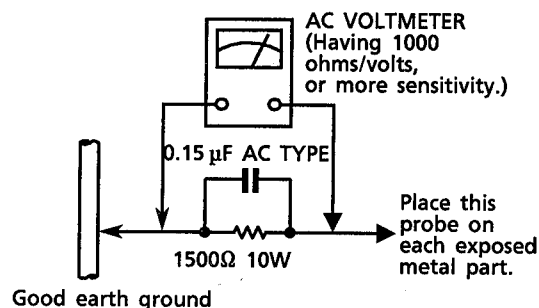 AC VOLTMETER
(Having 1000
ohms/volts,
or more sensitivity.)
0.15 µF AC TYPE
1500Ω 10W
Place this
probe on
each exposed
metal part.
Good earth ground